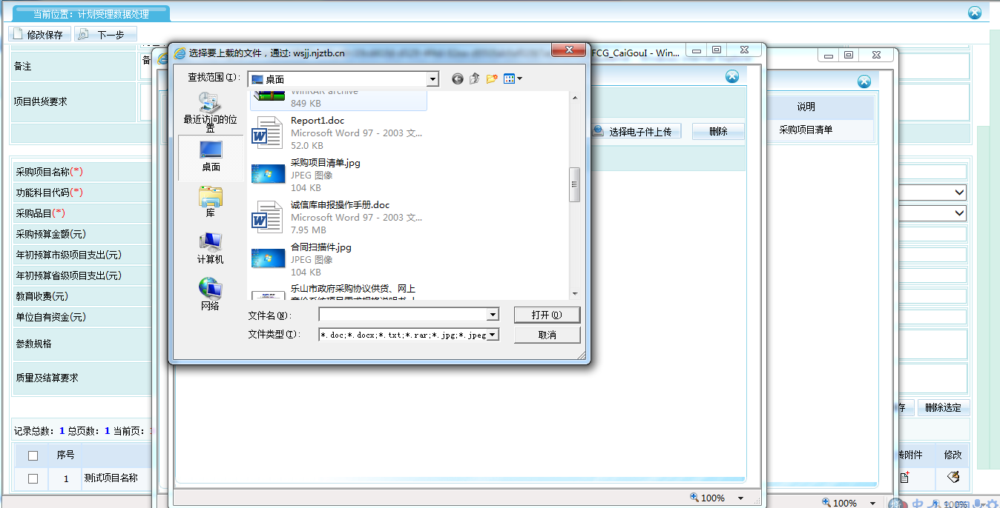 当前位置：计划受理数据处理
修改保存
下一步
备注
备
项目供货要求
采购项目名称(*)
功能科目代码(*)
采购品目(*)
采购预算金额(元)
年初预算市级项目支出(元)
年初预算省级项目支出(元)
教育收费(元)
单位自有资金(元)
参数规格
质量及结算要求
记录总数：1 总页数：1 当前页：
序号
1
测试项目名称
选择要上载的文件，通过: wsjj.njztb.cn
查找范围(I):
桌面
最近访问的位置
桌面
库
计算机
网络
WinRAR archive
849 KB
Report1.doc
Microsoft Word 97 - 2003 文...
52.0 KB
采购项目清单.jpg
JPEG 图像
104 KB
诚信库申报操作手册.doc
Microsoft Word 97 - 2003 文...
7.95 MB
合同扫描件.jpg
JPEG 图像
104 KB
乐山市政府采购协议供货、网上
文件名(N):
打开(O)
文件类型(T):
*.doc;*.docx;*.txt;*.rar;*.jpg;*.jpeg
取消
FCG_CaiGouI - Win...
选择电子件上传
删除
100%
说明
采购项目清单
100%
存
删除选定
传附件
修改
中
100%